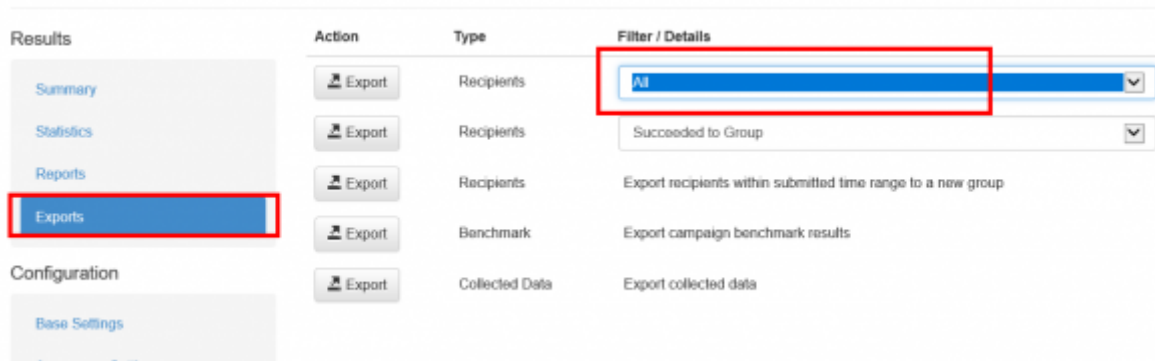 Results Action Type Filter / Details
Export Recipients All
Summary
Statistics Export Recipients Succeeded to Group
Reports Export Recipients Export recipients within submitted time range to a new group
Exports
Export Benchmark Export campaign benchmark results
Configuration
Export Collected Data Export collected data
Base Settings